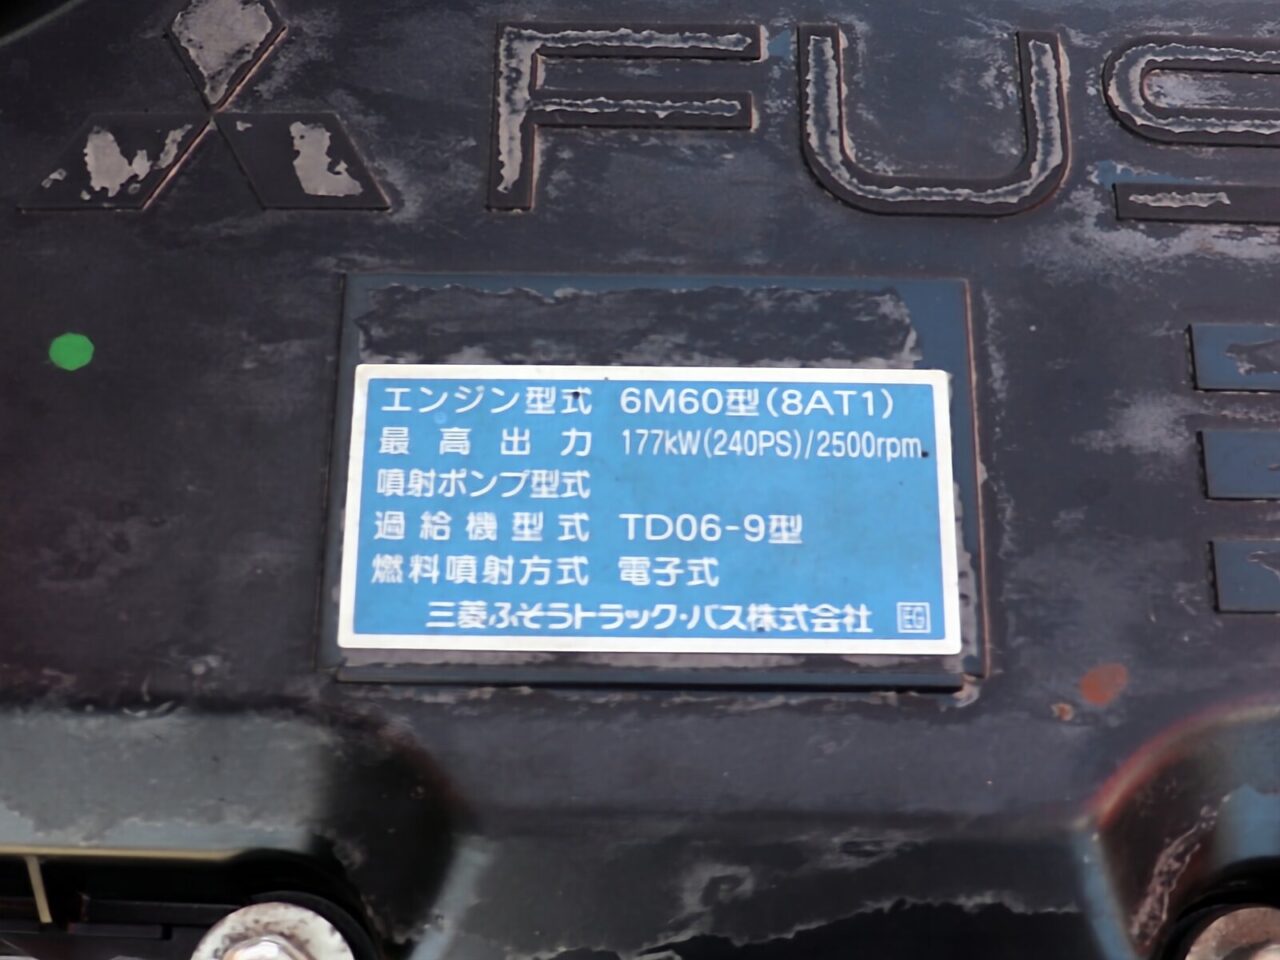 FUS
エンジン型式 6M60型(8AT1)
最高出力 177kW(240PS)/2500rpm
噴射ポンプ型式
過給機型式 TD06-9型
燃料噴射方式 電子式
三菱ふそうトラック・バス株式会社 EG